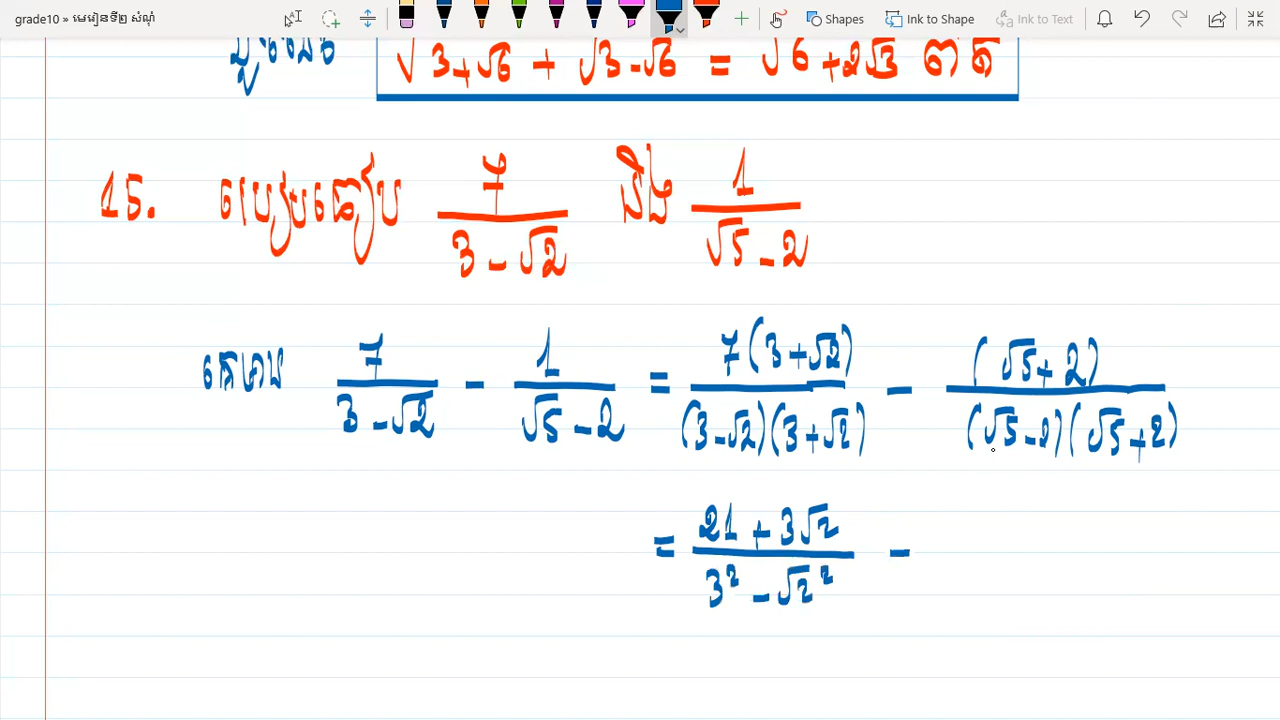 grade10 » មេរៀនទី២ សំណុំ
Shapes
Ink to Shape
Ink to Text
√3+√6 + √3-√6 = √6+2√3 ពិត
15. ប្រៀបធៀប 7/(3-√2) និង 1/(√5-2)
គេមាន 7/(3-√2) - 1/(√5-2) = 7(3+√2)/((3-√2)(3+√2)) - (√5+2)/((√5-2)(√5+2))
= (21+3√2)/(3²-√2²) -